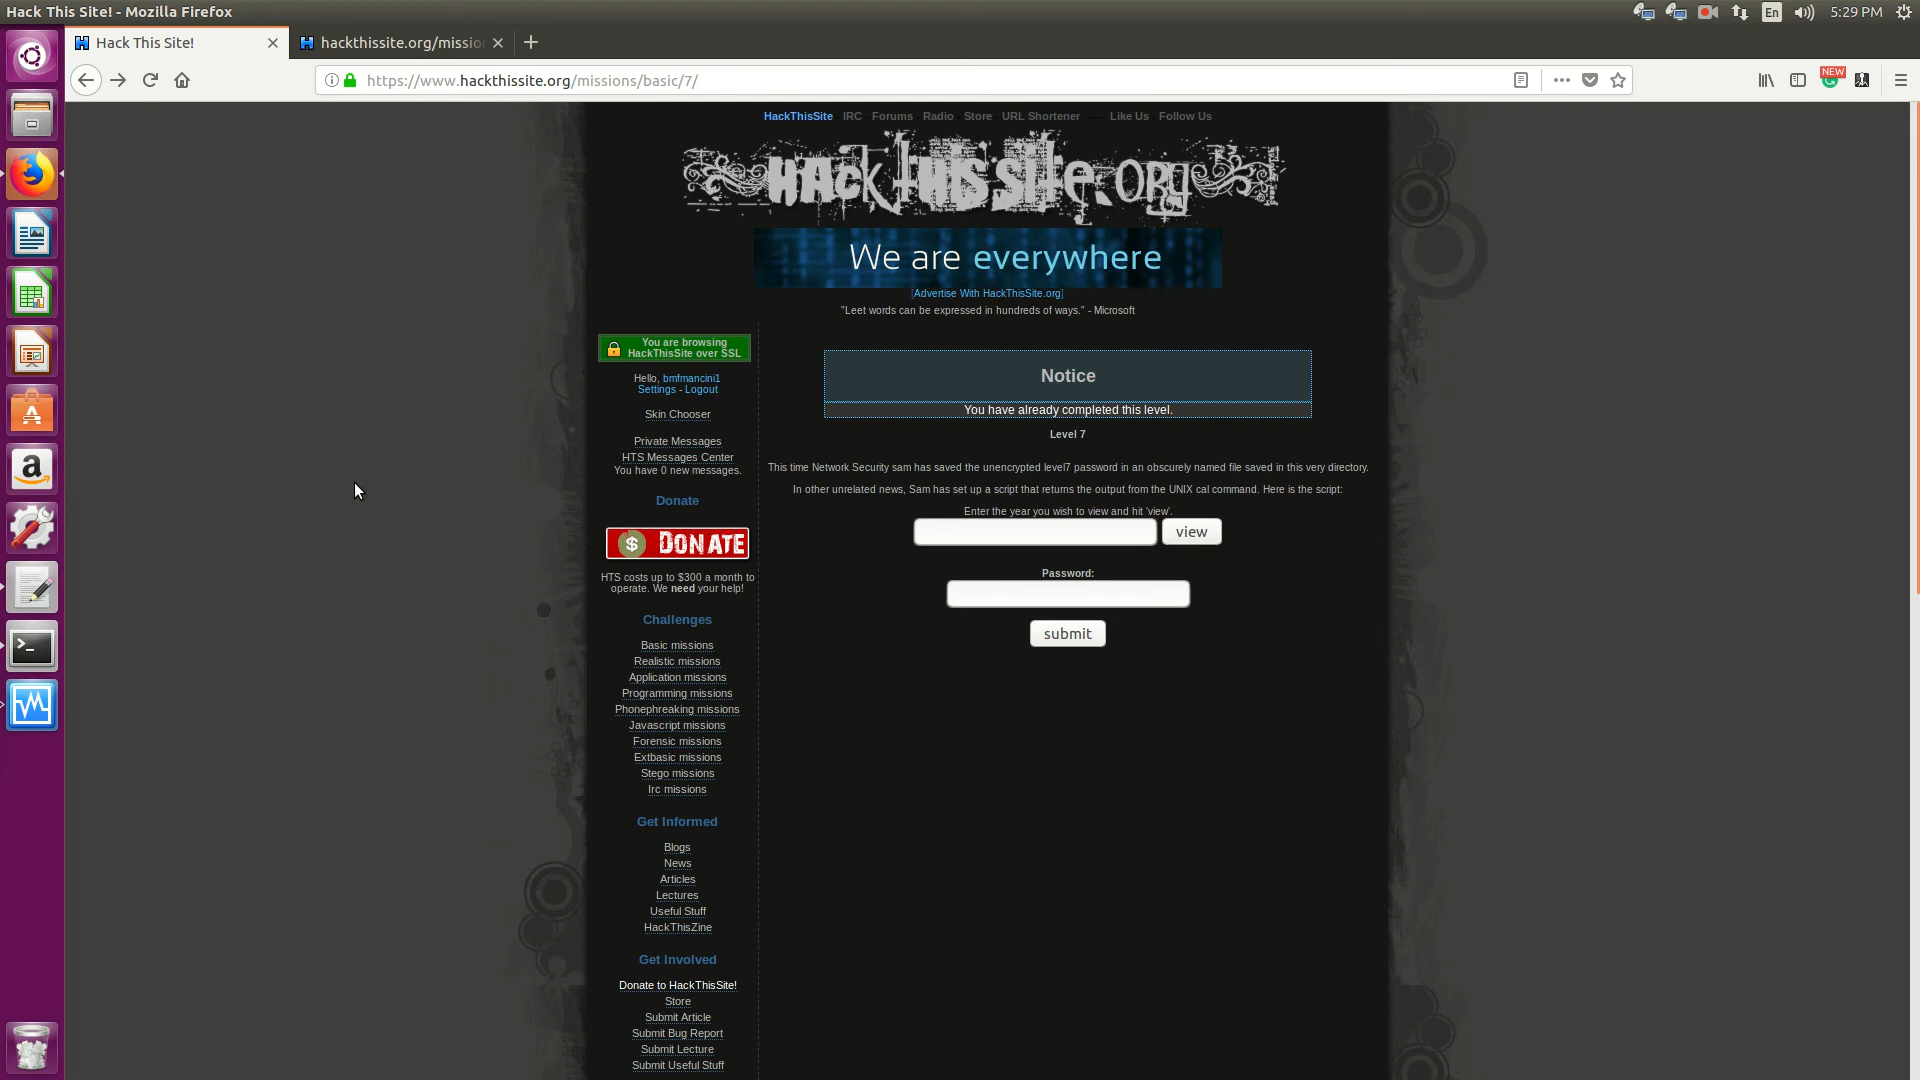 Hack This Site! - Mozilla Firefox
En
5:29 PM
Hack This Site!
hackthissite.org/missio
https://www.hackthissite.org/missions/basic/7/
NEW
HackThisSite IRC Forums Radio Store URL Shortener --- Like Us Follow Us
HackThisSite.org
We are everywhere
[Advertise With HackThisSite.org]
"Leet words can be expressed in hundreds of ways." - Microsoft
You are browsing
HackThisSite over SSL
Hello, bmfmancini1
Settings - Logout
Skin Chooser
Private Messages
HTS Messages Center
You have 0 new messages.
Donate
$ DONATE
HTS costs up to $300 a month to
operate. We need your help!
Challenges
Basic missions
Realistic missions
Application missions
Programming missions
Phonephreaking missions
Javascript missions
Forensic missions
Extbasic missions
Stego missions
Irc missions
Get Informed
Blogs
News
Articles
Lectures
Useful Stuff
HackThisZine
Get Involved
Donate to HackThisSite!
Store
Submit Article
Submit Bug Report
Submit Lecture
Submit Useful Stuff
Notice
You have already completed this level.
Level 7
This time Network Security sam has saved the unencrypted level7 password in an obscurely named file saved in this very directory.
In other unrelated news, Sam has set up a script that returns the output from the UNIX cal command. Here is the script:
Enter the year you wish to view and hit 'view'.
view
Password:
submit